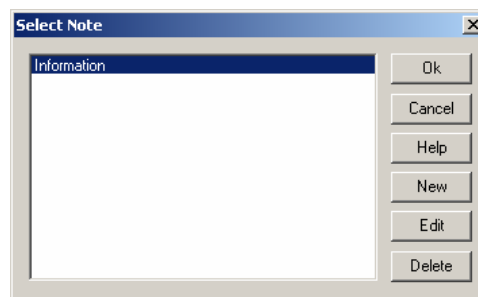 Select Note
Information
Ok
Cancel
Help
New
Edit
Delete